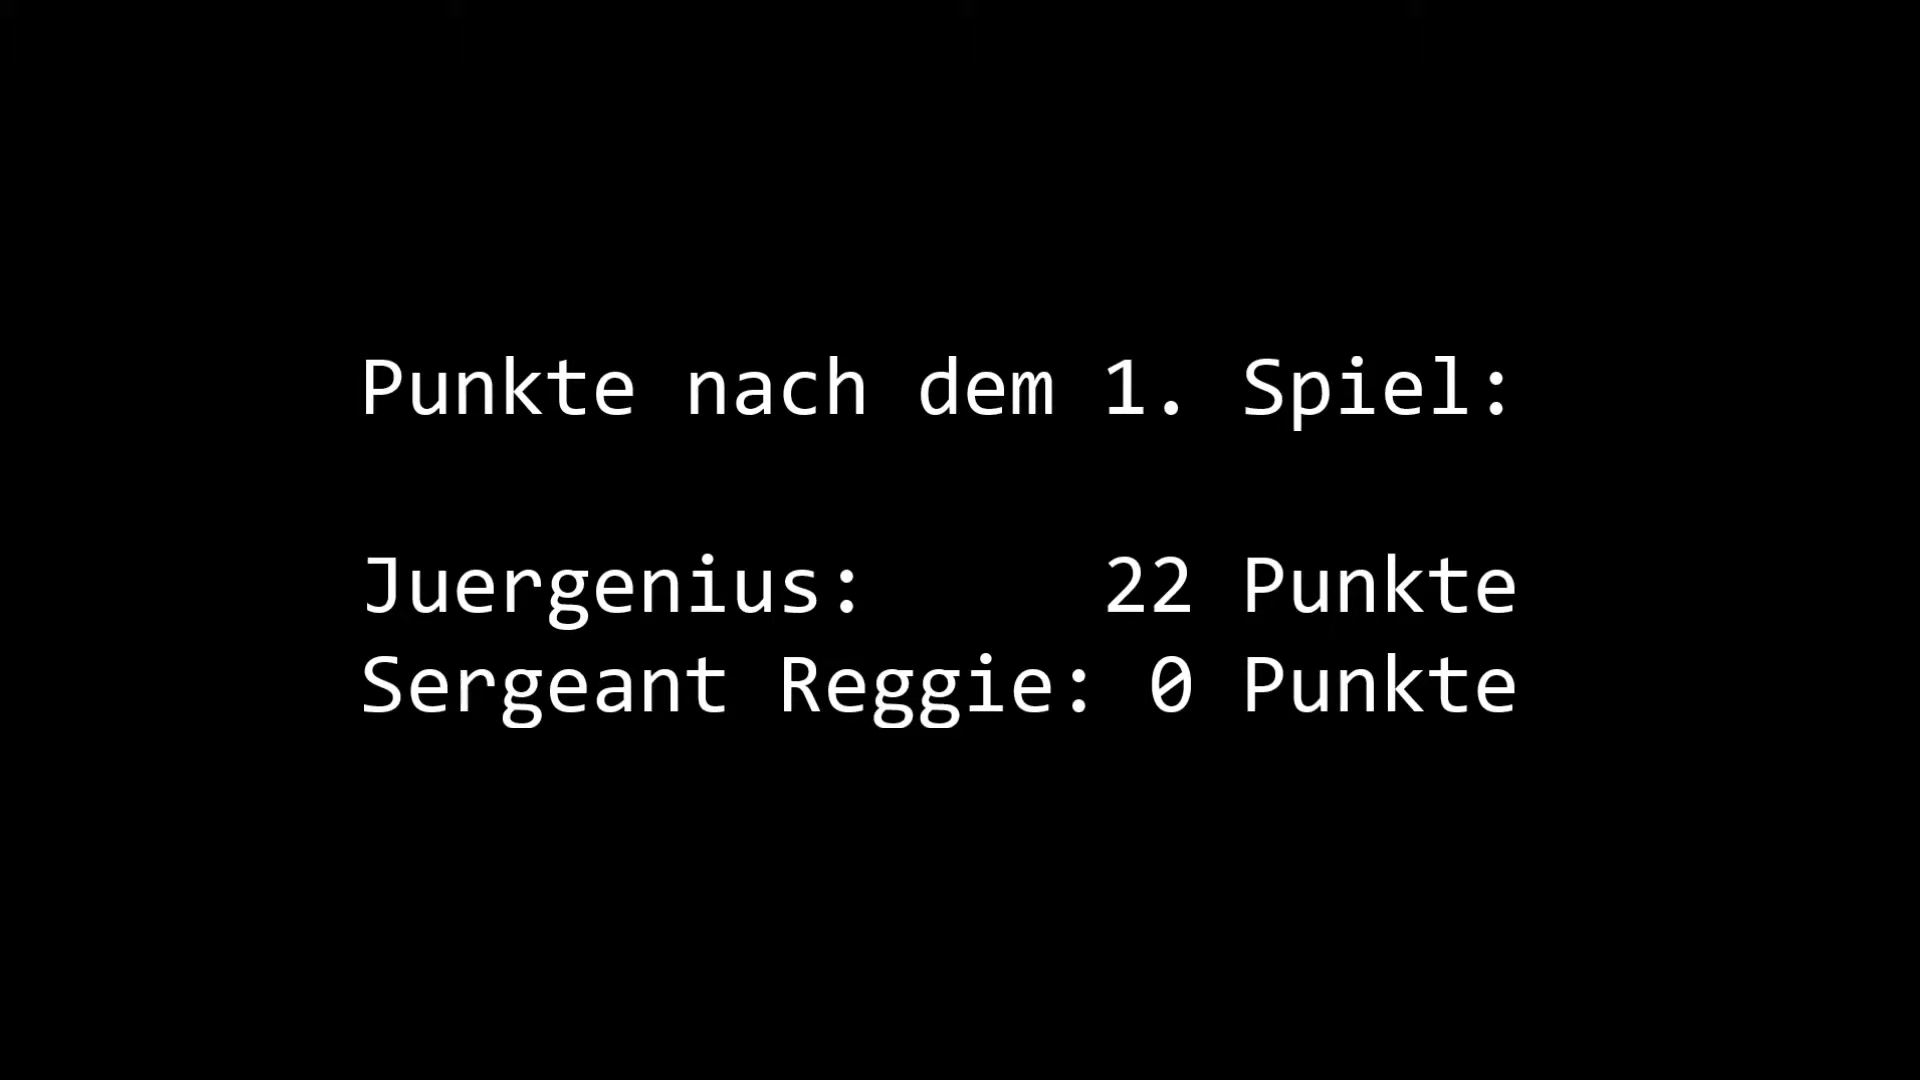 Punkte nach dem 1. Spiel:
Juergenius: 22 Punkte
Sergeant Reggie: 0 Punkte